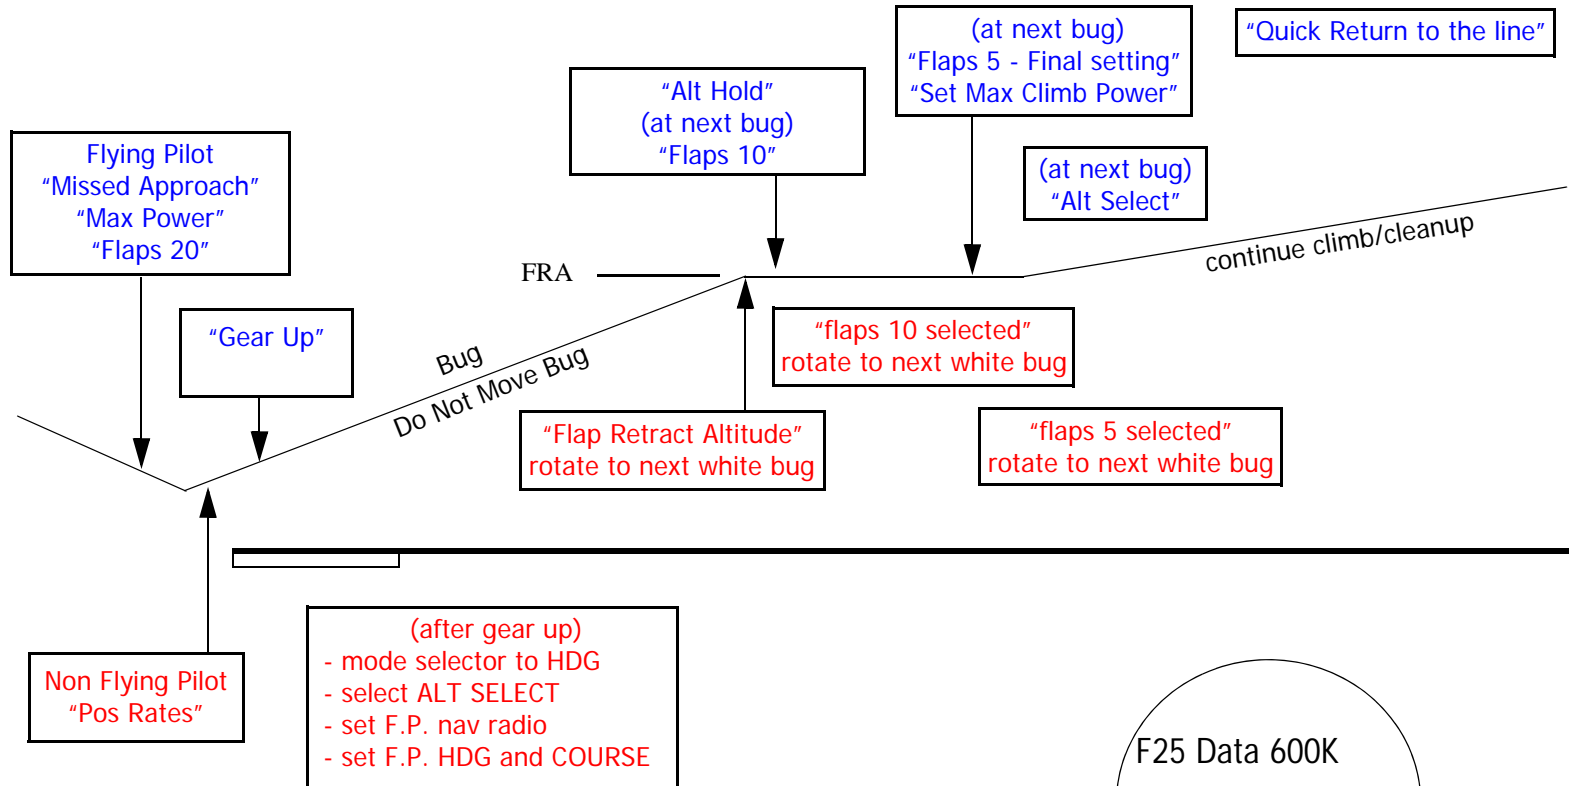 (at next bug)
“Flaps 5 - Final setting”
“Set Max Climb Power”
“Quick Return to the line”
“Alt Hold”
(at next bug)
“Flaps 10”
Flying Pilot
“Missed Approach”
“Max Power”
“Flaps 20”
(at next bug)
“Alt Select”
continue climb/cleanup
FRA
“Gear Up”
Bug
Do Not Move Bug
“flaps 10 selected”
rotate to next white bug
“Flap Retract Altitude”
rotate to next white bug
“flaps 5 selected”
rotate to next white bug
Non Flying Pilot
“Pos Rates”
(after gear up)
- mode selector to HDG
- select ALT SELECT
- set F.P. nav radio
- set F.P. HDG and COURSE
F25 Data 600K